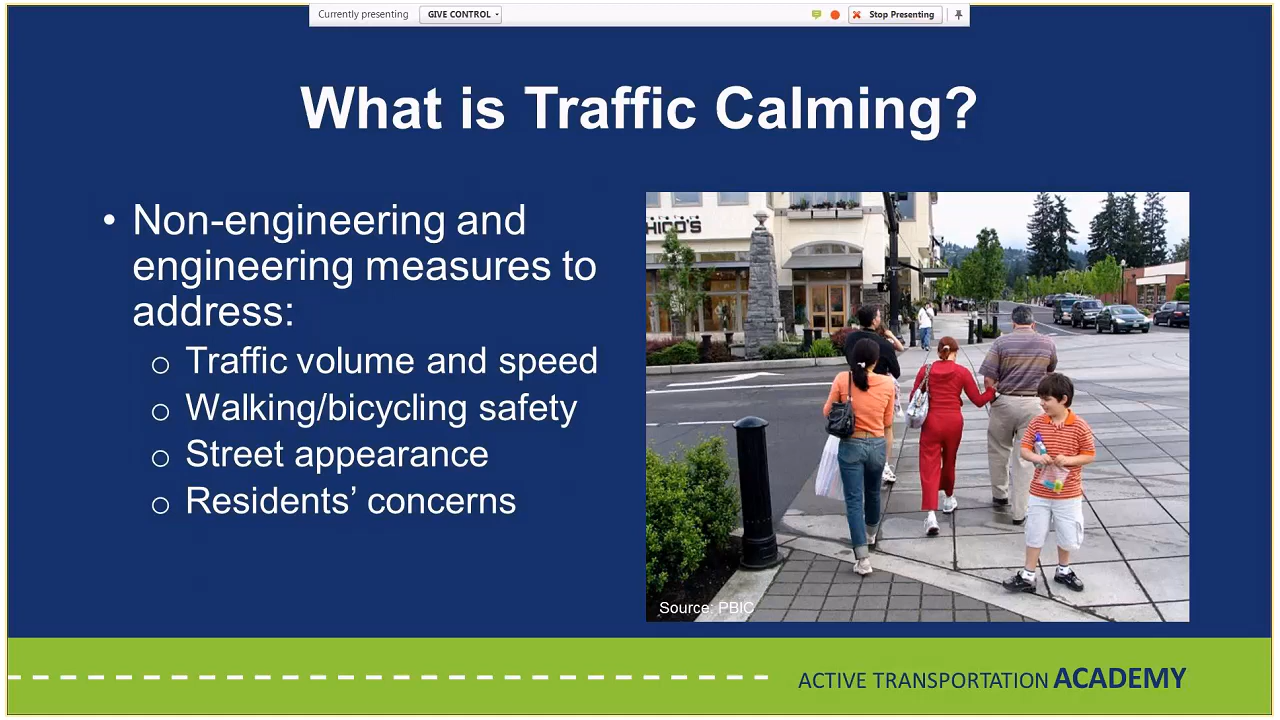 Currently presenting GIVE CONTROL Stop Presenting
What is Traffic Calming?
• Non-engineering and
engineering measures to
address:
o Traffic volume and speed
o Walking/bicycling safety
o Street appearance
o Residents’ concerns
HICO'S
Source: PBIC
ACTIVE TRANSPORTATION ACADEMY